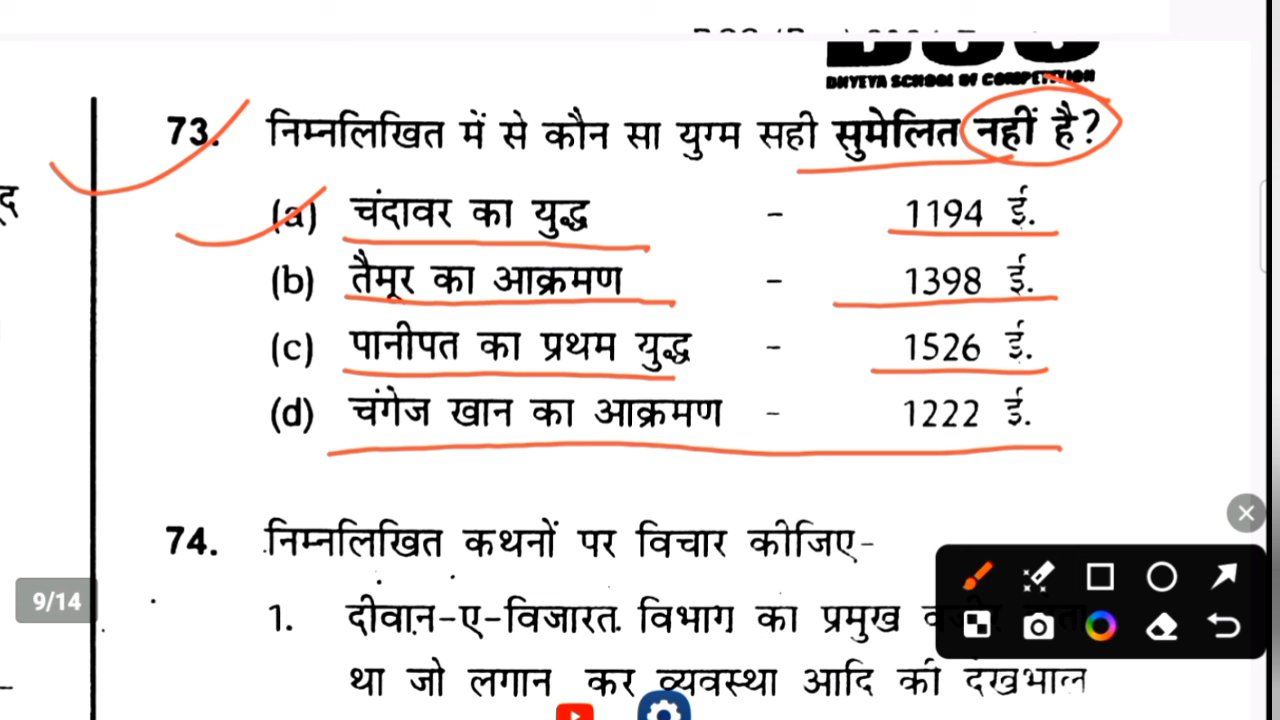 DHYEYA SCHOOL OF COMPETITION
73. निम्नलिखित में से कौन सा युग्म सही सुमेलित नहीं है?
(a) चंदावर का युद्ध - 1194 ई.
(b) तैमूर का आक्रमण - 1398 ई.
(c) पानीपत का प्रथम युद्ध - 1526 ई.
(d) चंगेज खान का आक्रमण - 1222 ई.
74. निम्नलिखित कथनों पर विचार कीजिए-
9/14
1. दीवान-ए-विजारत विभाग का प्रमुख
था जो लगान कर व्यवस्था आदि की देखभाल